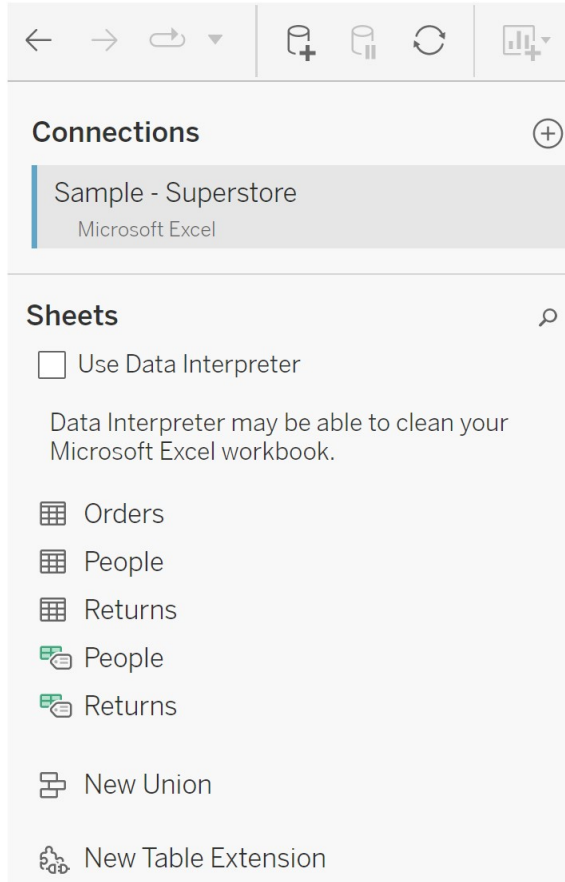 Connections
Sample - Superstore
Microsoft Excel
Sheets
Use Data Interpreter
Data Interpreter may be able to clean your
Microsoft Excel workbook.
Orders
People
Returns
People
Returns
New Union
New Table Extension